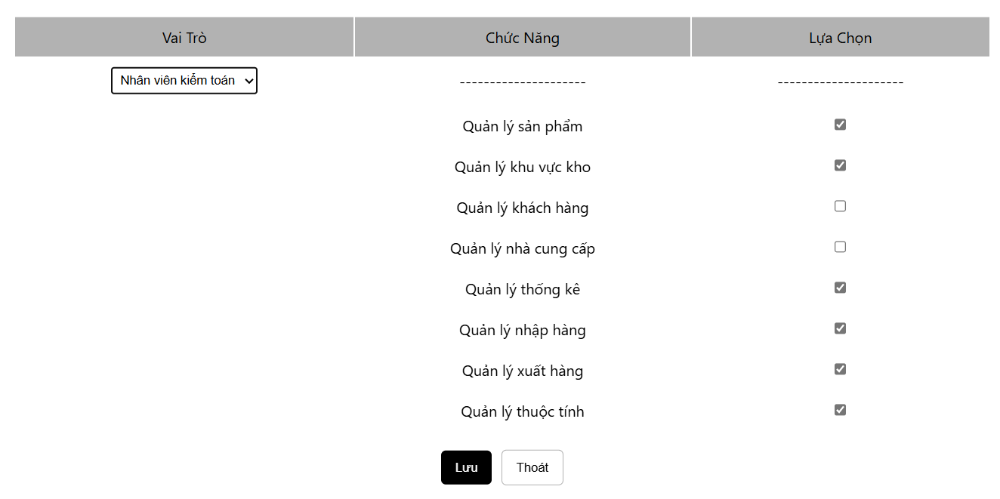 Vai Trò Chức Năng Lựa Chọn
Nhân viên kiểm toán --------------------- ---------------------
Quản lý sản phẩm
Quản lý khu vực kho
Quản lý khách hàng
Quản lý nhà cung cấp
Quản lý thống kê
Quản lý nhập hàng
Quản lý xuất hàng
Quản lý thuộc tính
Lưu Thoát